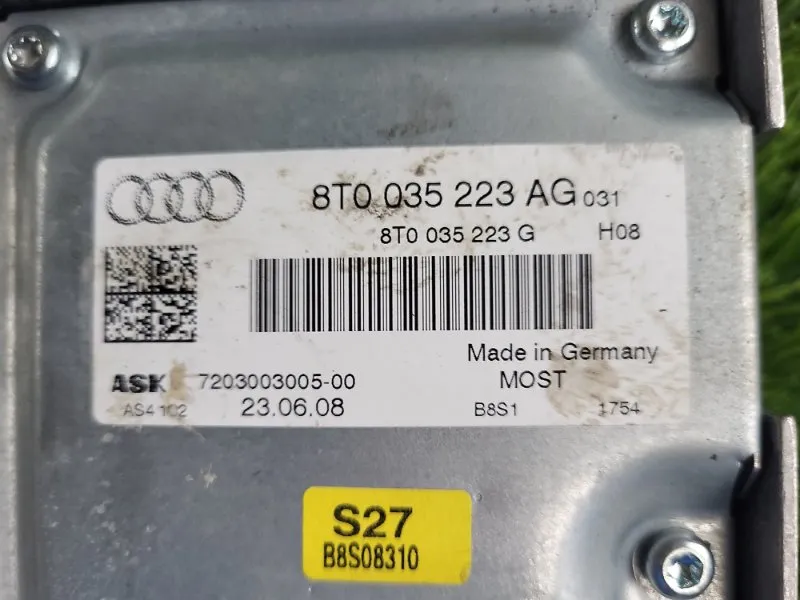 8T0 035 223 AG 031
8T0 035 223 G H08
Made in Germany
ASK 7203003005-00 MOST
AS4 102 23.06.08 B8S1 1754
S27
B8S08310